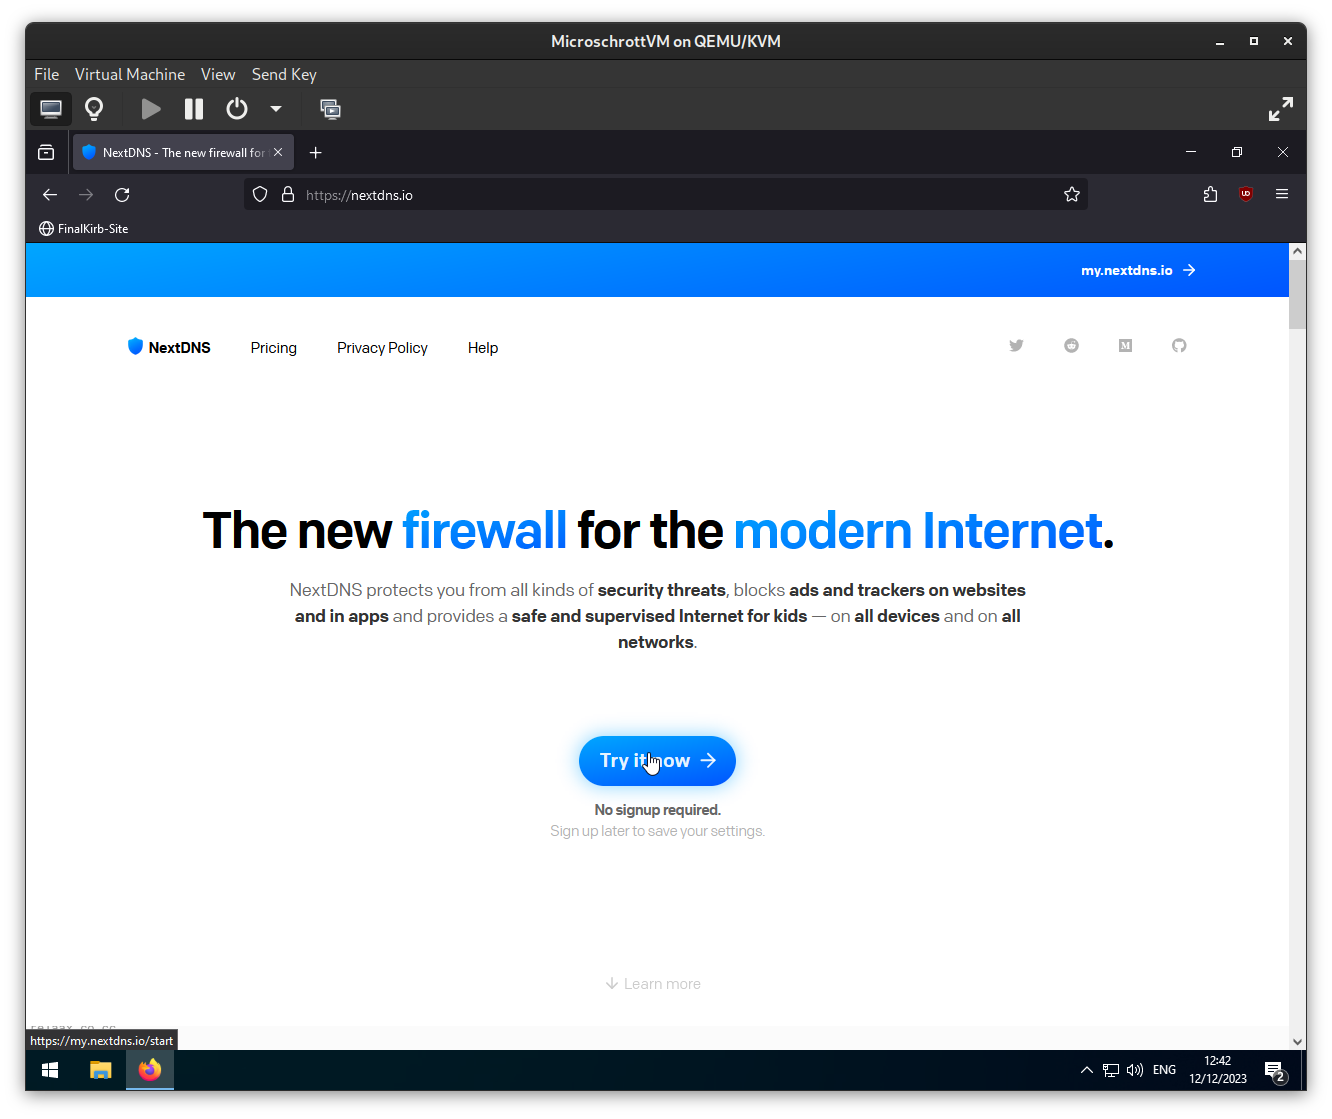 MicroschrottVM on QEMU/KVM
File Virtual Machine View Send Key
NextDNS - The new firewall for
https://nextdns.io
FinalKirb-Site
my.nextdns.io
NextDNS Pricing Privacy Policy Help
The new firewall for the modern Internet.
NextDNS protects you from all kinds of security threats, blocks ads and trackers on websites
and in apps and provides a safe and supervised Internet for kids — on all devices and on all
networks.
Try it now
No signup required.
Sign up later to save your settings.
Learn more
https://my.nextdns.io/start
ENG
12:42
12/12/2023
2